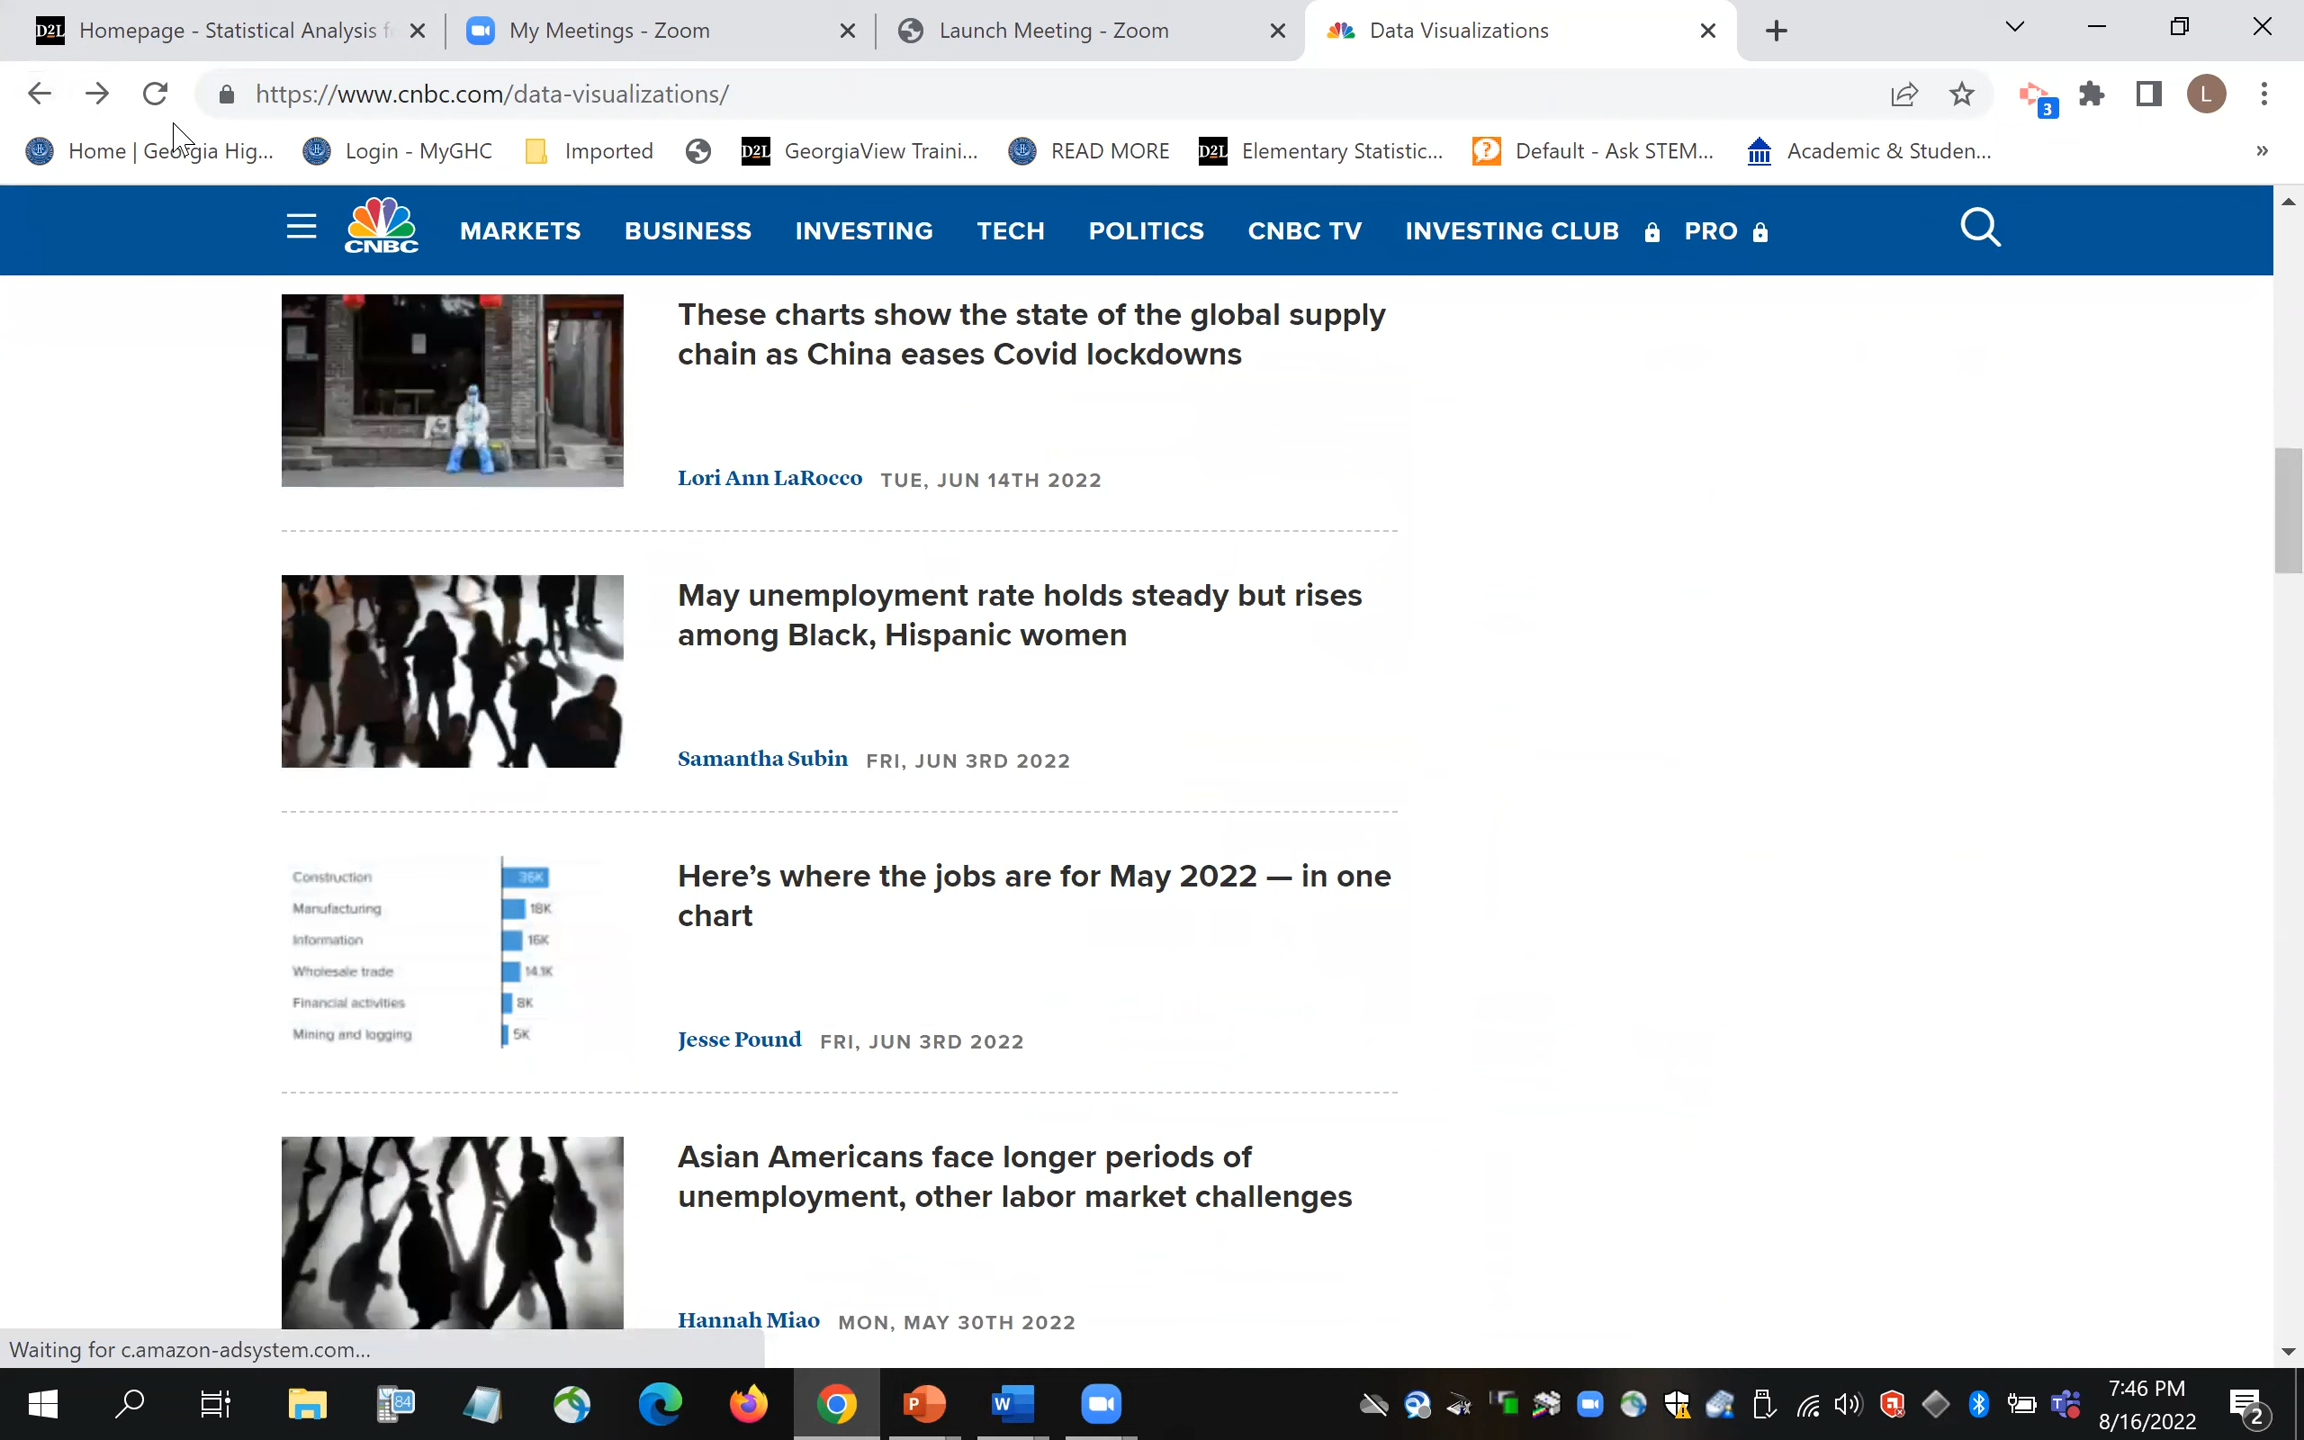 D2L Homepage - Statistical Analysis f
My Meetings - Zoom
Launch Meeting - Zoom
Data Visualizations
https://www.cnbc.com/data-visualizations/
3
L
Home | Georgia Hig...
Login - MyGHC
Imported
D2L GeorgiaView Traini...
READ MORE
D2L Elementary Statistic...
Default - Ask STEM...
Academic & Studen...
»
CNBC
MARKETS
BUSINESS
INVESTING
TECH
POLITICS
CNBC TV
INVESTING CLUB
PRO
These charts show the state of the global supply
chain as China eases Covid lockdowns
Lori Ann LaRocco TUE, JUN 14TH 2022
May unemployment rate holds steady but rises
among Black, Hispanic women
Samantha Subin FRI, JUN 3RD 2022
Construction 36K
Manufacturing 18K
Information 16K
Wholesale trade 14.1K
Financial activities 8K
Mining and logging 5K
Here’s where the jobs are for May 2022 — in one
chart
Jesse Pound FRI, JUN 3RD 2022
Asian Americans face longer periods of
unemployment, other labor market challenges
Hannah Miao MON, MAY 30TH 2022
Waiting for c.amazon-adsystem.com...
84
P
W
7:46 PM
8/16/2022
2